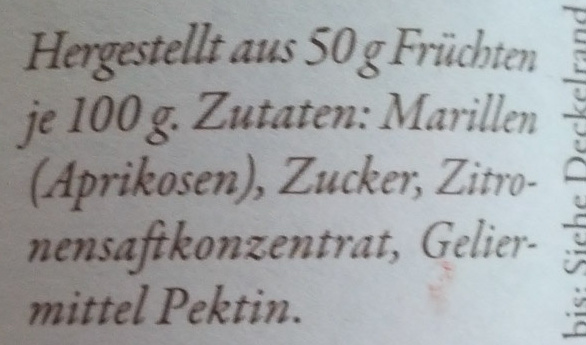 Hergestellt aus 50 g Früchten
je 100 g. Zutaten: Marillen
(Aprikosen), Zucker, Zitro-
nensaftkonzentrat, Gelier-
mittel Pektin.
bis: Siehe Deckelrand